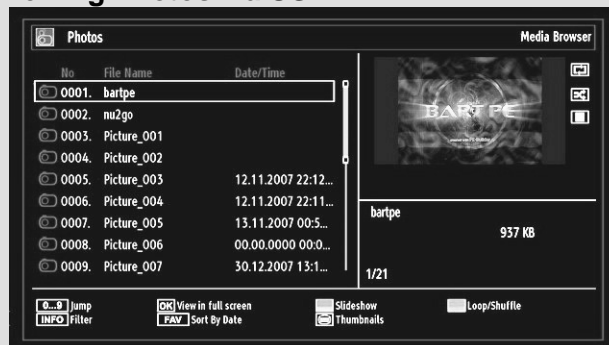 Photos
Media Browser
No File Name Date/Time
0001. bartpe
0002. nu2go
0003. Picture_001
0004. Picture_002
0005. Picture_003 12.11.2007 22:12...
0006. Picture_004 12.11.2007 22:11...
0007. Picture_005 13.11.2007 00:5...
0008. Picture_006 00.00.0000 00:0...
0009. Picture_007 30.12.2007 13:1...
BART PE
bartpe
937 KB
1/21
0...9 Jump OK View in full screen Slideshow Loop/Shuffle
INFO Filter FAV Sort By Date Thumbnails